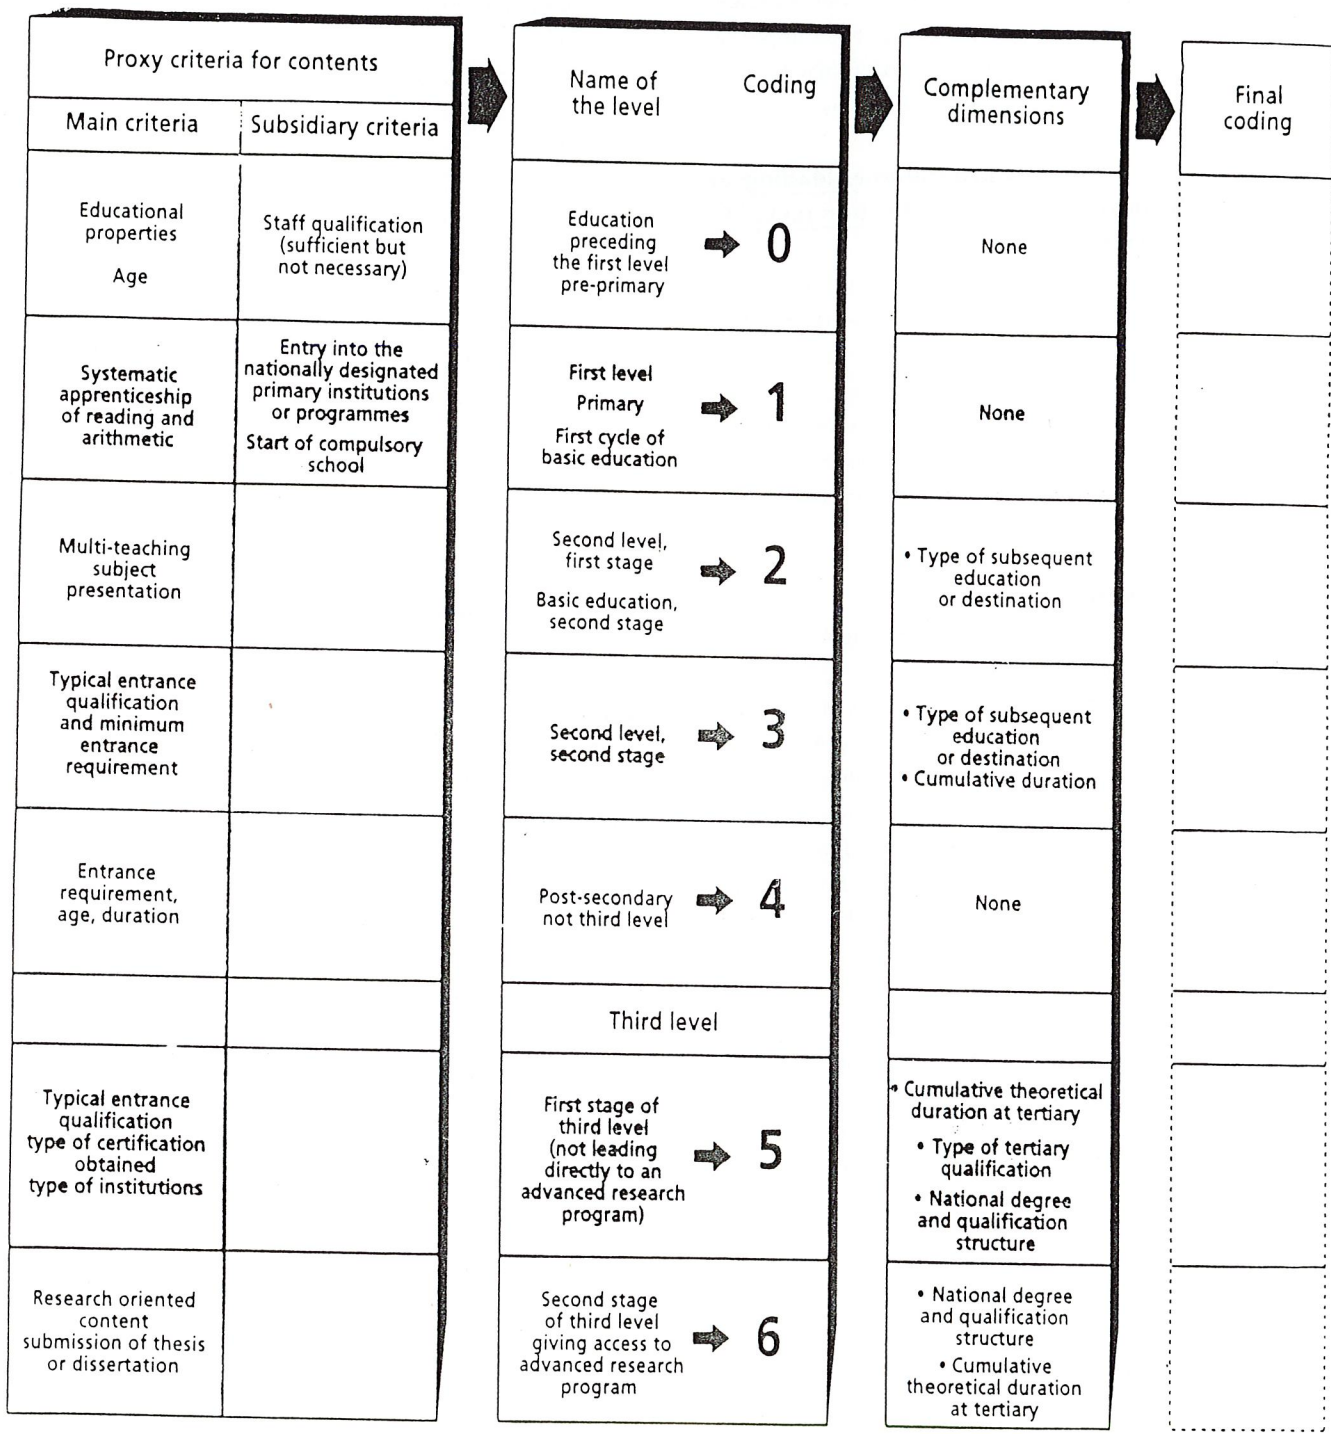 Proxy criteria for contents
Main criteria
Subsidiary criteria
Name of
the level
Coding
Complementary
dimensions
Final
coding
Educational
properties
Age
Staff qualification
(sufficient but
not necessary)
Education
preceding
the first level
pre-primary
0
None
Systematic
apprenticeship
of reading and
arithmetic
Entry into the
nationally designated
primary institutions
or programmes
Start of compulsory
school
First level
Primary
First cycle of
basic education
1
None
Multi-teaching
subject
presentation
Second level,
first stage
Basic education,
second stage
2
• Type of subsequent
education
or destination
Typical entrance
qualification
and minimum
entrance
requirement
Second level,
second stage
3
• Type of subsequent
education
or destination
• Cumulative duration
Entrance
requirement,
age, duration
Post-secondary
not third level
4
None
Third level
Typical entrance
qualification
type of certification
obtained
type of institutions
First stage of
third level
(not leading
directly to an
advanced research
program)
5
• Cumulative theoretical
duration at tertiary
• Type of tertiary
qualification
• National degree
and qualification
structure
Research oriented
content
submission of thesis
or dissertation
Second stage
of third level
giving access to
advanced research
program
6
• National degree
and qualification
structure
• Cumulative
theoretical duration
at tertiary